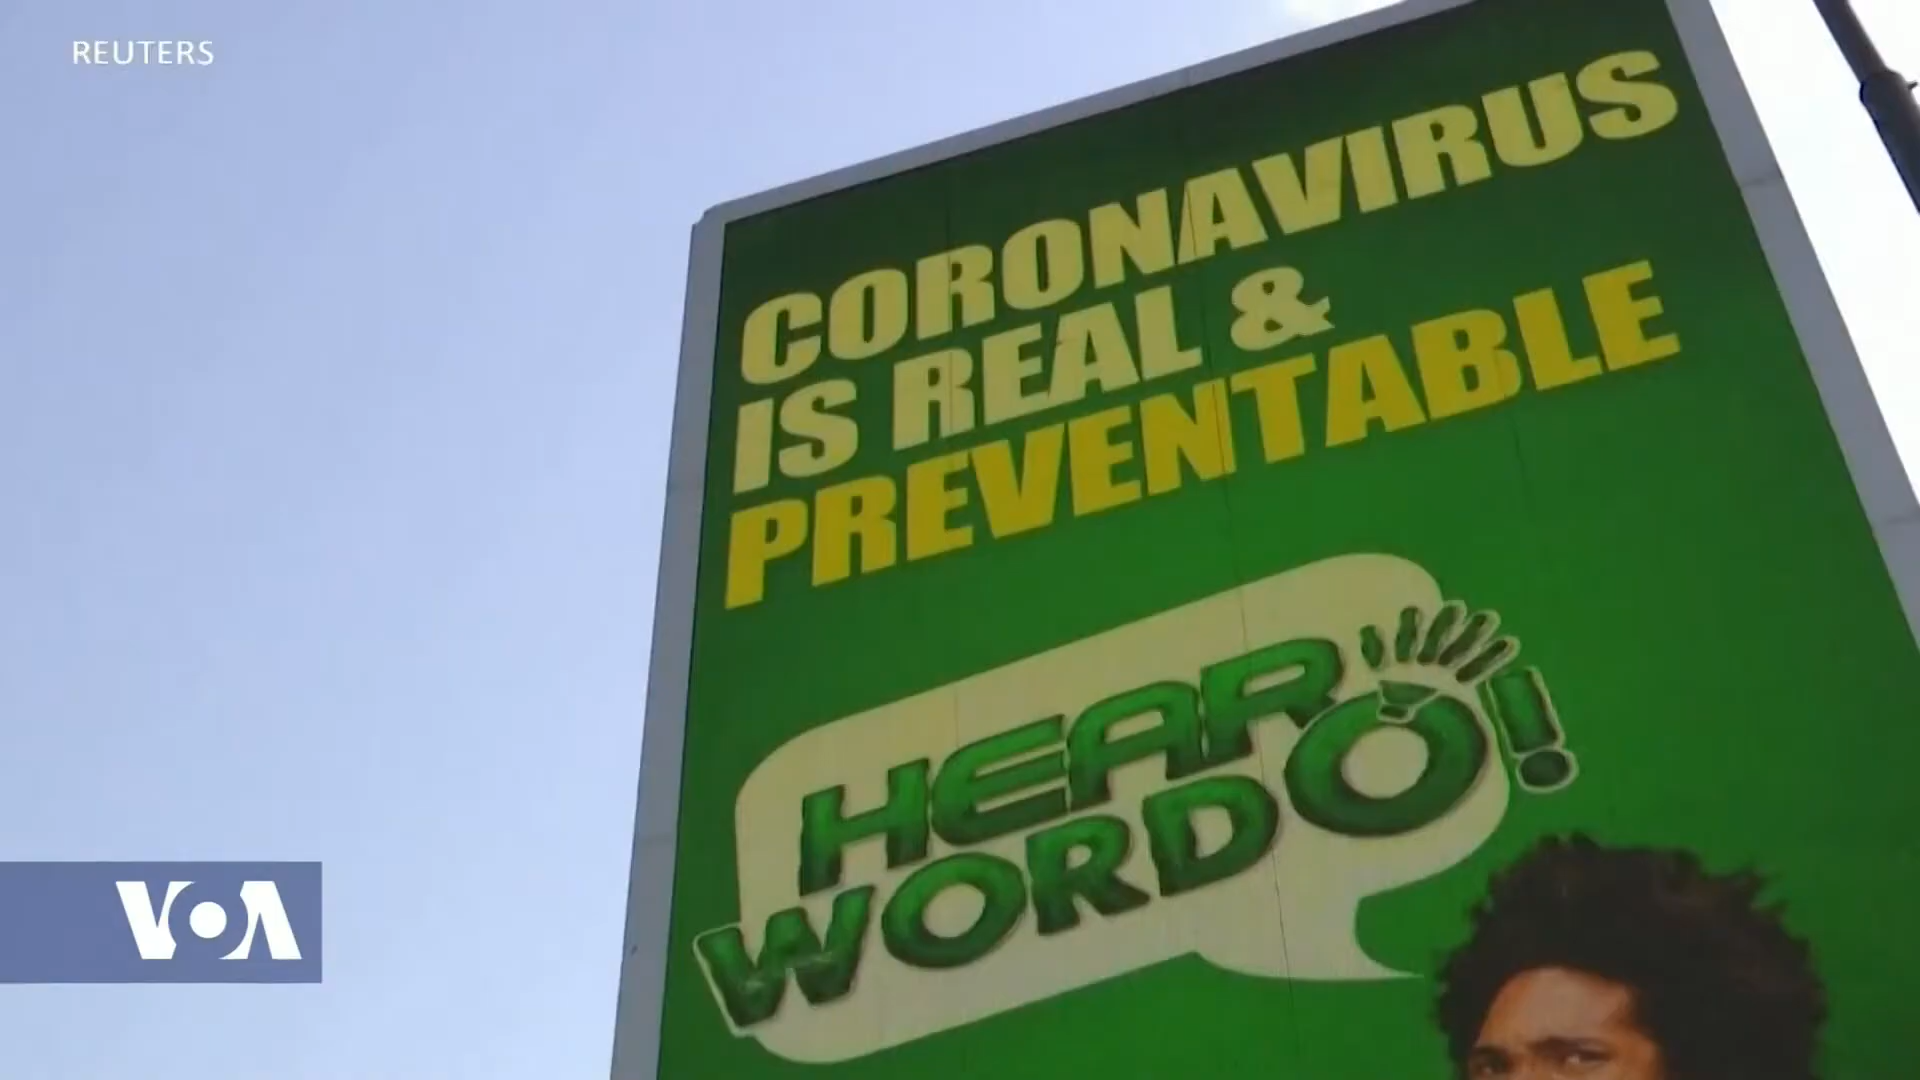 REUTERS
CORONAVIRUS
IS REAL &
PREVENTABLE
HEAR
WORD O!
VOA